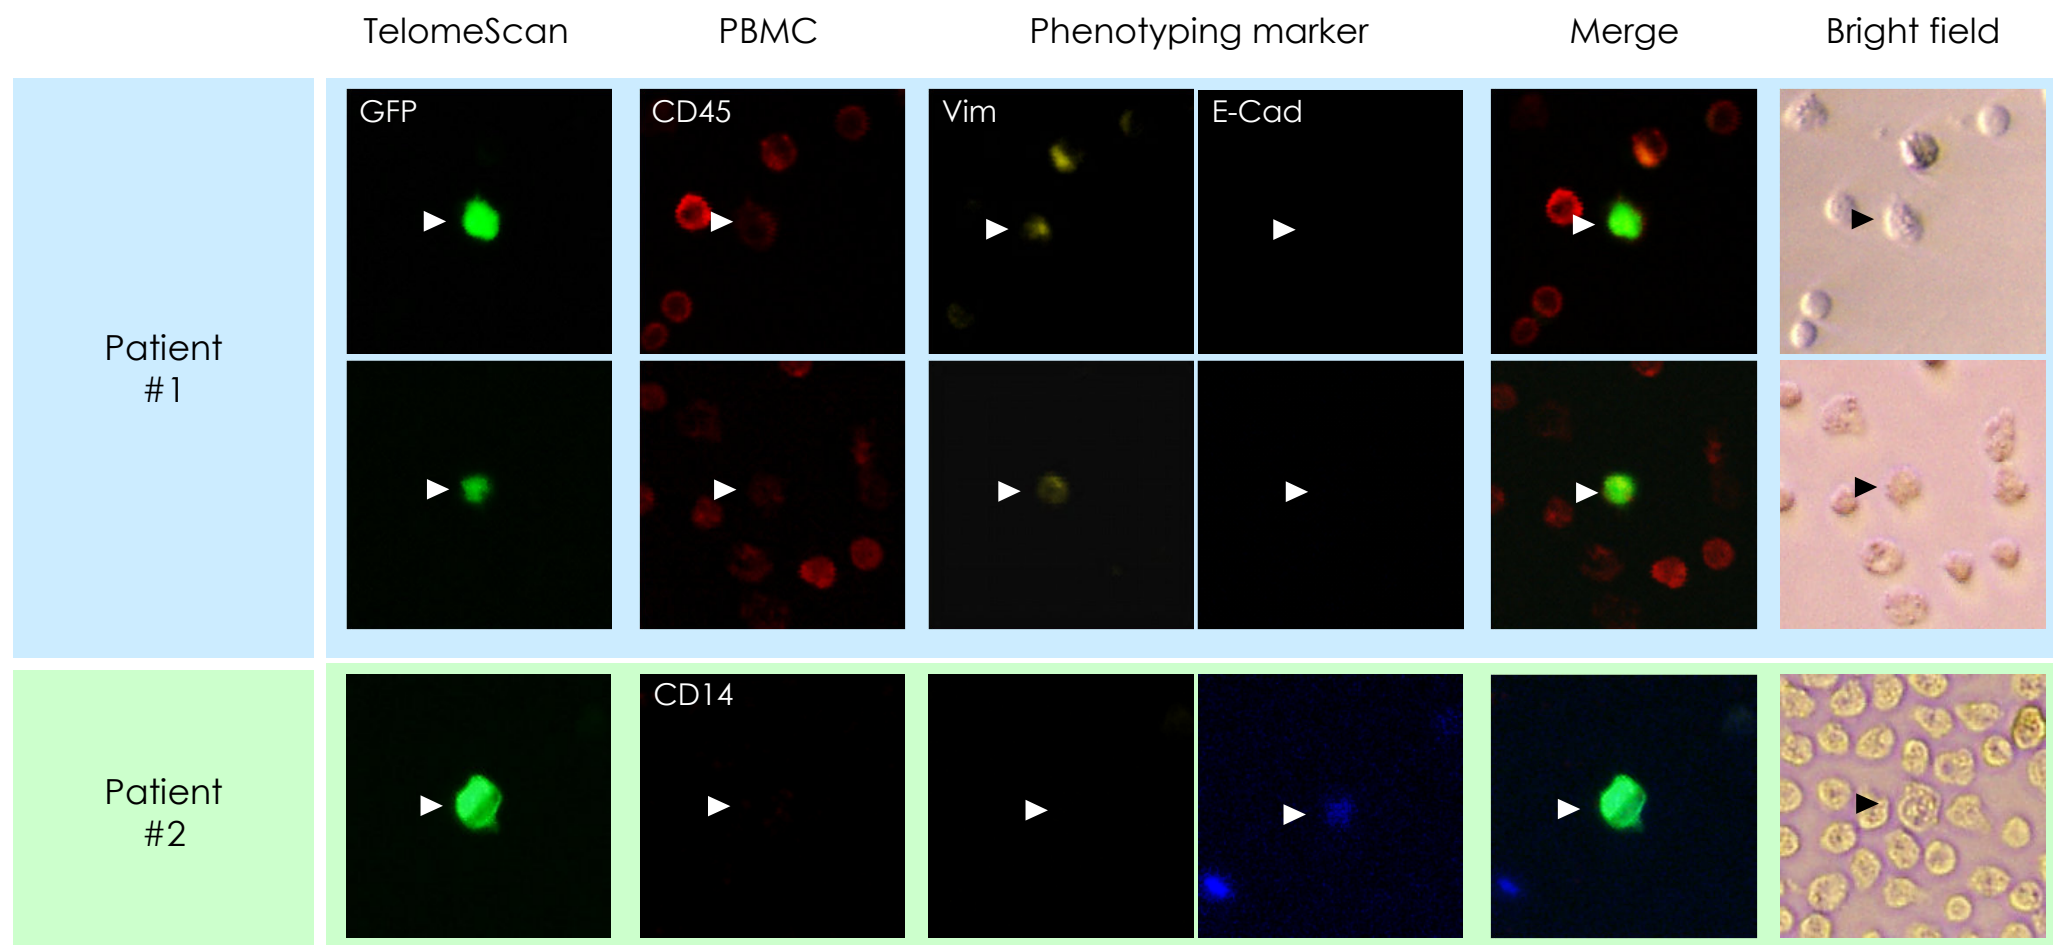 TelomeScan PBMC Phenotyping marker Merge Bright field
GFP CD45 Vim E-Cad
Patient
#1
CD14
Patient
#2